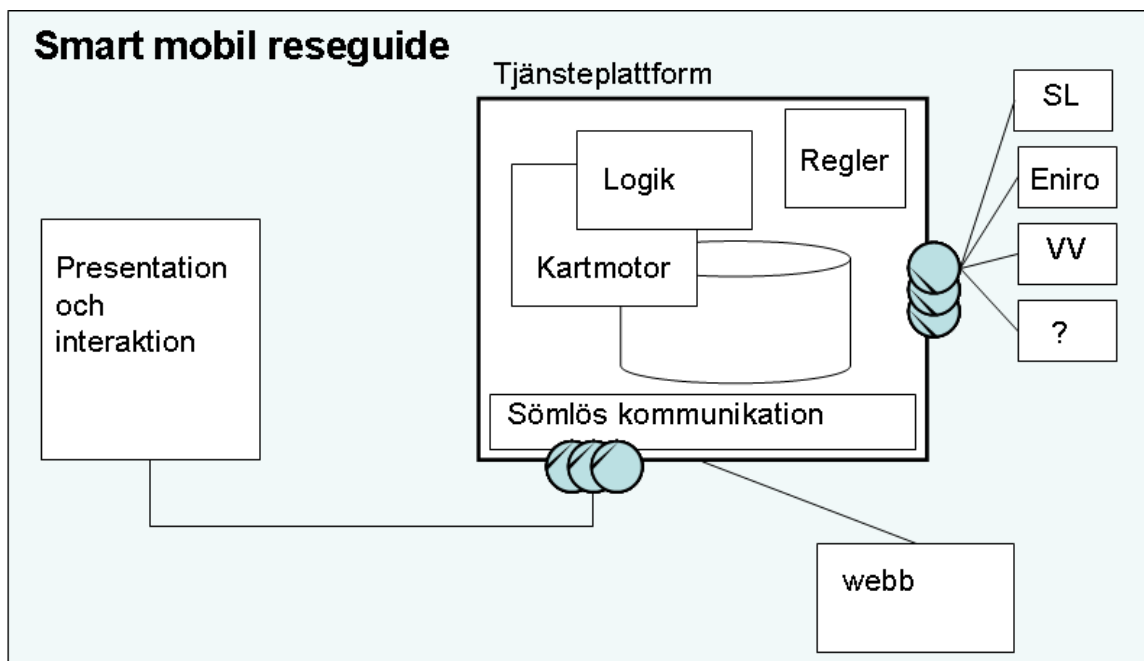 Smart mobil reseguide
Tjänsteplattform
SL
Logik
Regler
Eniro
Kartmotor
VV
Presentation
och
interaktion
?
Sömlös kommunikation
webb